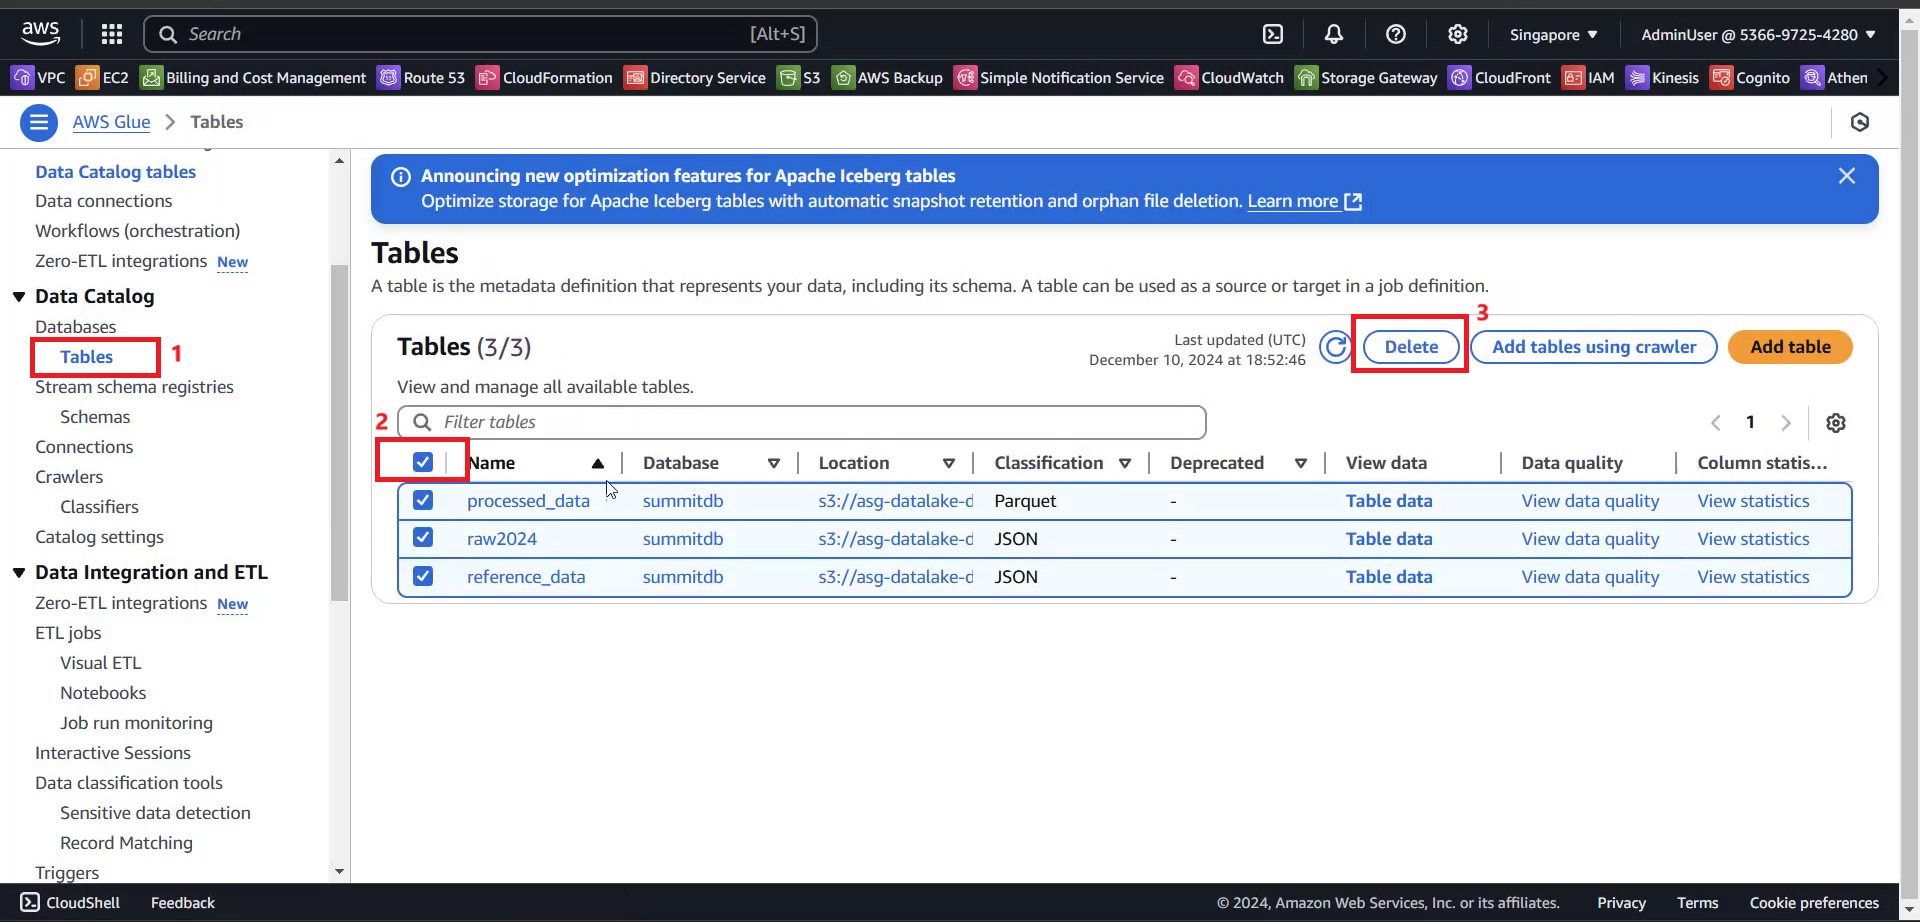 aws
Search [Alt+S]
Singapore ▼ AdminUser @ 5366-9725-4280 ▼
VPC EC2 Billing and Cost Management Route 53 CloudFormation Directory Service S3 AWS Backup Simple Notification Service CloudWatch Storage Gateway CloudFront IAM Kinesis Cognito Athen
AWS Glue > Tables
Data Catalog tables
Data connections
Workflows (orchestration)
Zero-ETL integrations New
Data Catalog
Databases
Tables 1
Stream schema registries
Schemas
Connections
Crawlers
Classifiers
Catalog settings
Data Integration and ETL
Zero-ETL integrations New
ETL jobs
Visual ETL
Notebooks
Job run monitoring
Interactive Sessions
Data classification tools
Sensitive data detection
Record Matching
Triggers
Announcing new optimization features for Apache Iceberg tables
Optimize storage for Apache Iceberg tables with automatic snapshot retention and orphan file deletion. Learn more
Tables
A table is the metadata definition that represents your data, including its schema. A table can be used as a source or target in a job definition.
3
Tables (3/3)
Last updated (UTC)
December 10, 2024 at 18:52:46
Delete Add tables using crawler Add table
View and manage all available tables.
2 Filter tables
1
Name Database Location Classification Deprecated View data Data quality Column statis...
processed_data summitdb s3://asg-datalake-d Parquet - Table data View data quality View statistics
raw2024 summitdb s3://asg-datalake-d JSON - Table data View data quality View statistics
reference_data summitdb s3://asg-datalake-d JSON - Table data View data quality View statistics
CloudShell Feedback © 2024, Amazon Web Services, Inc. or its affiliates. Privacy Terms Cookie preferences